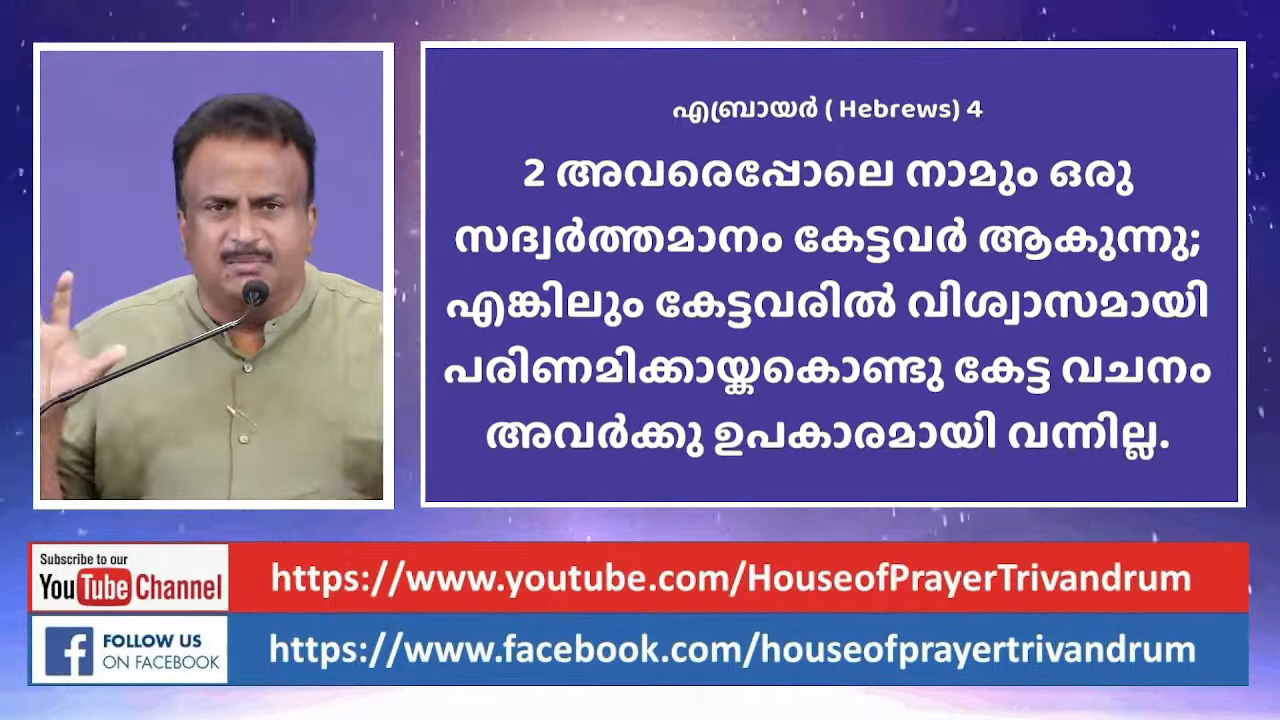 എബ്രായർ ( Hebrews) 4
2 അവരെപ്പോലെ നാമും ഒരു
സദ്വർത്തമാനം കേട്ടവർ ആകുന്നു;
എങ്കിലും കേട്ടവരിൽ വിശ്വാസമായി
പരിണമിക്കായ്കകൊണ്ടു കേട്ട വചനം
അവർക്കു ഉപകാരമായി വന്നില്ല.
Subscribe to our
YouTube Channel
https://www.youtube.com/HouseofPrayerTrivandrum
f FOLLOW US
ON FACEBOOK
https://www.facebook.com/houseofprayertrivandrum